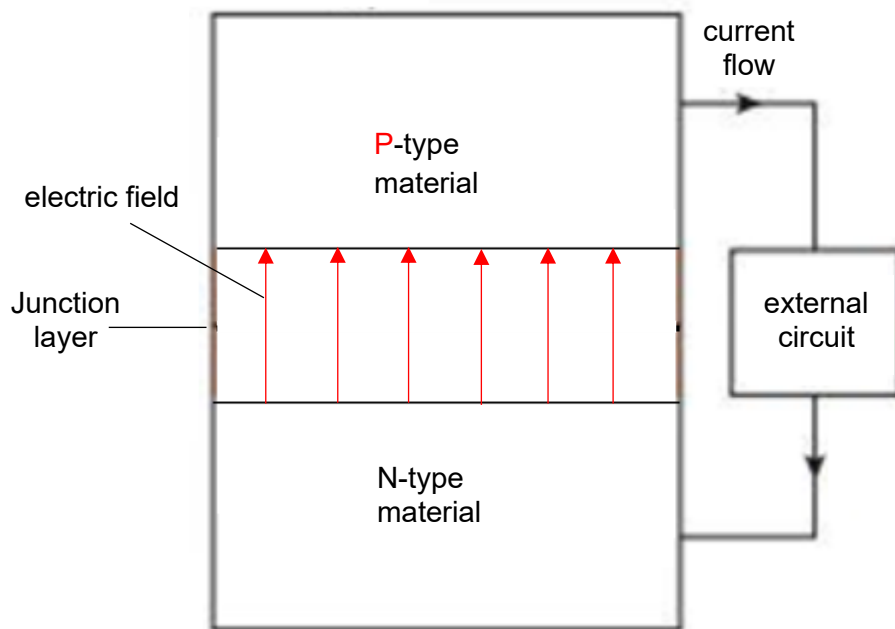 current
flow
P-type
material
electric field
Junction
layer
external
circuit
N-type
material